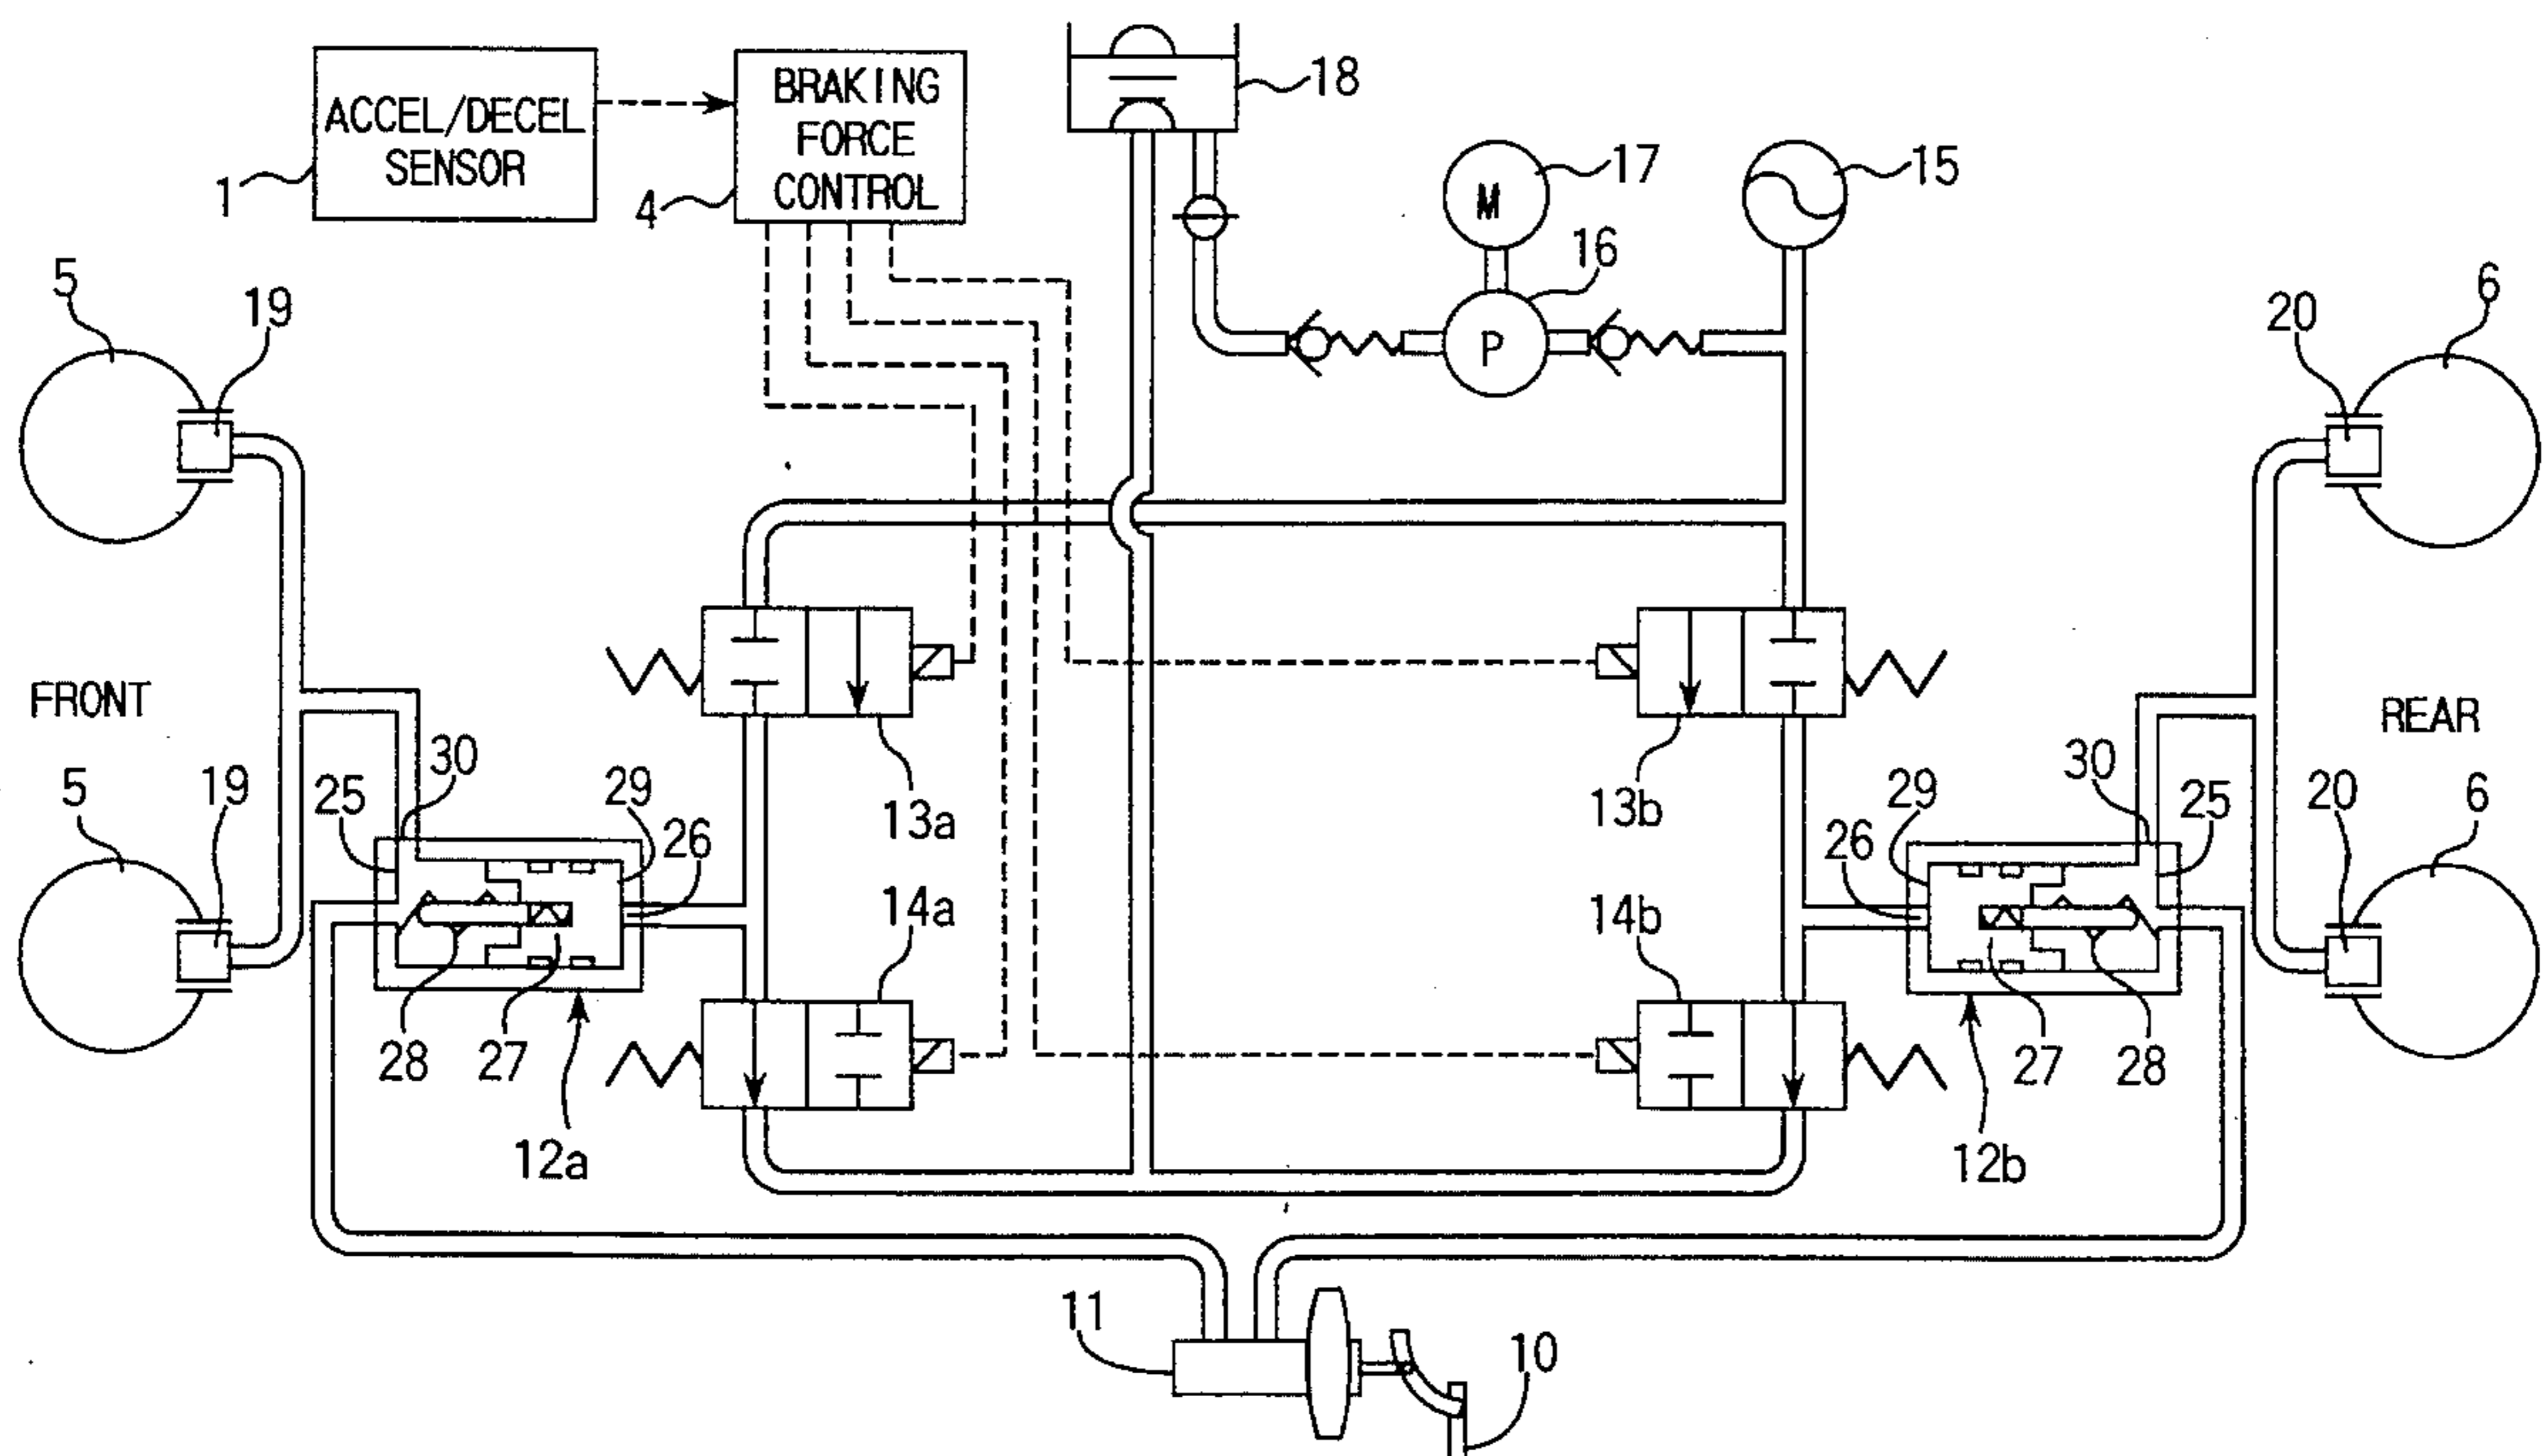 ACCEL/DECEL
SENSOR
1
BRAKING
FORCE
CONTROL
4
18
17
M
15
16
P
5
19
20
6
FRONT
REAR
13a
13b
5
19
25
30
29
26
14a
14b
26
29
30
25
20
6
28
27
12a
27
28
12b
11
10